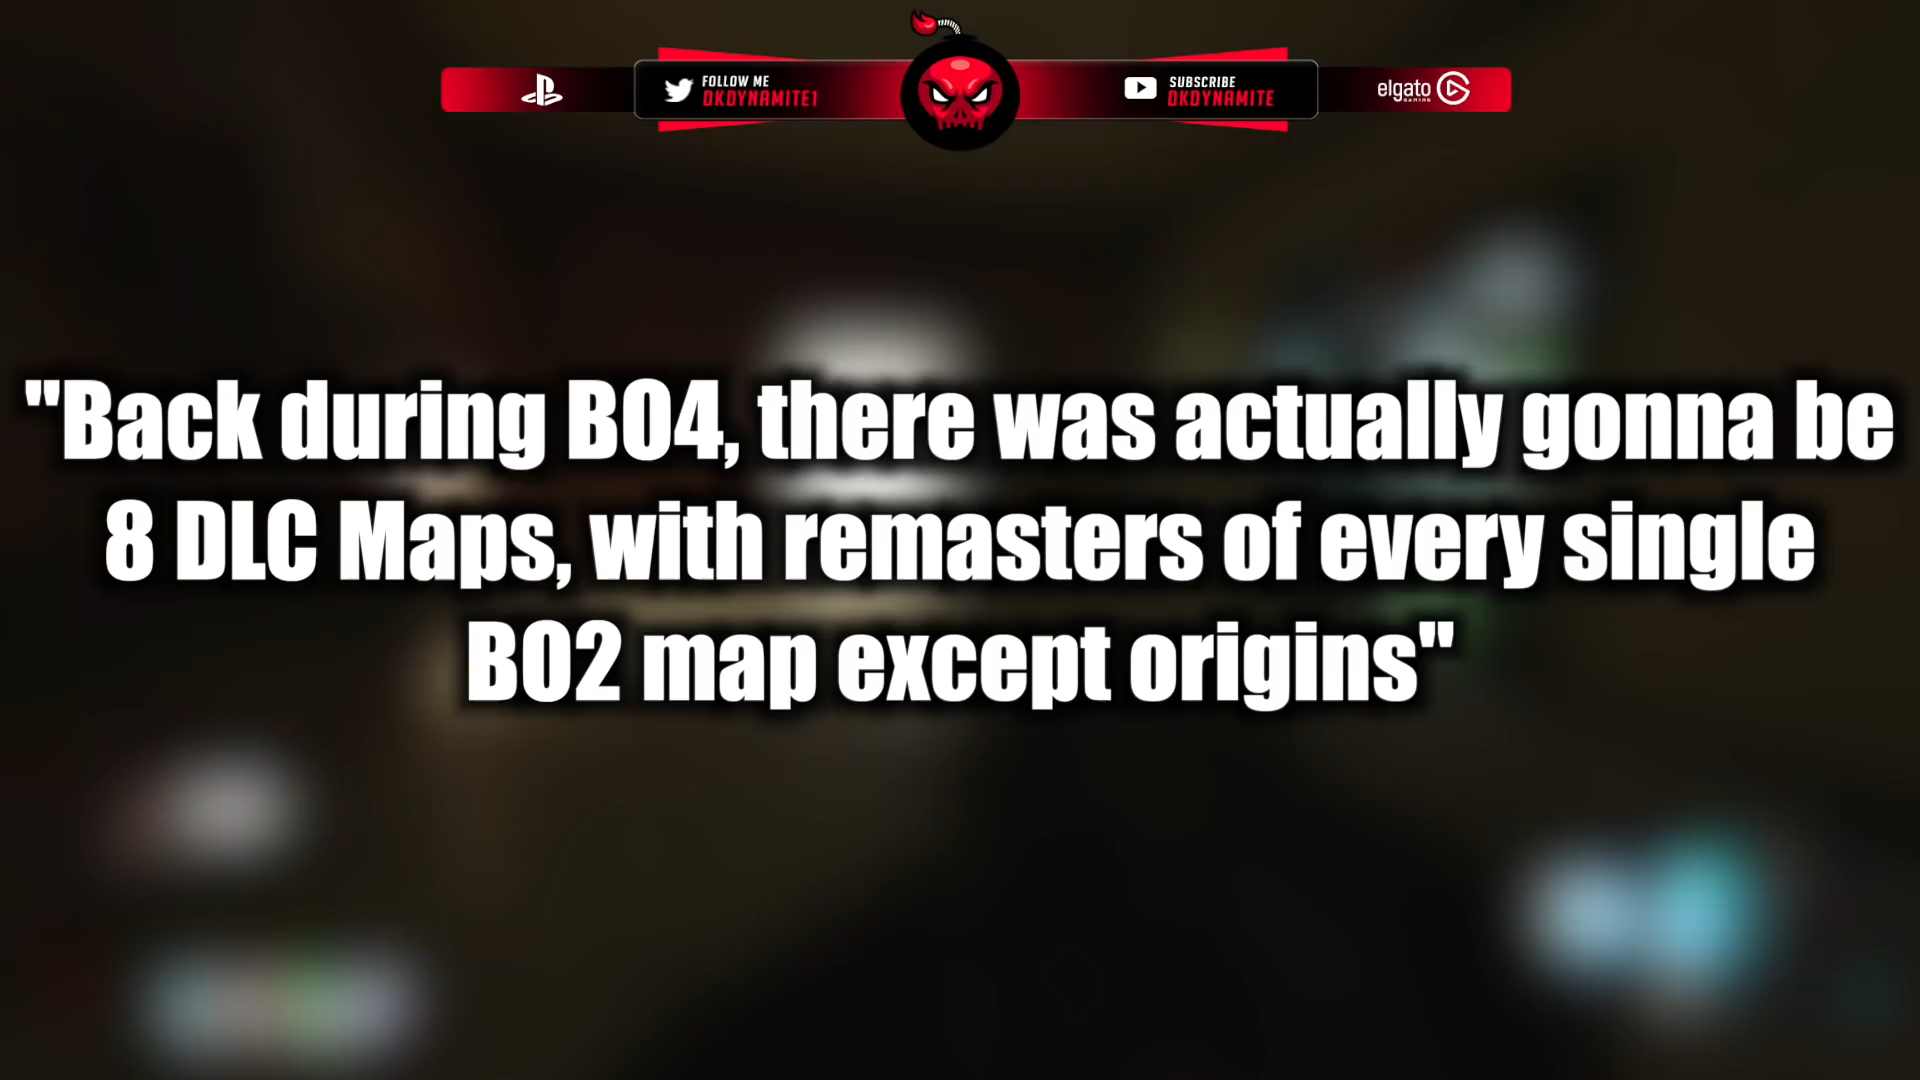 FOLLOW ME
DKDYNAMITE1
SUBSCRIBE
DKDYNAMITE
elgato
GAMING
"Back during BO4, there was actually gonna be
8 DLC Maps, with remasters of every single
BO2 map except origins"